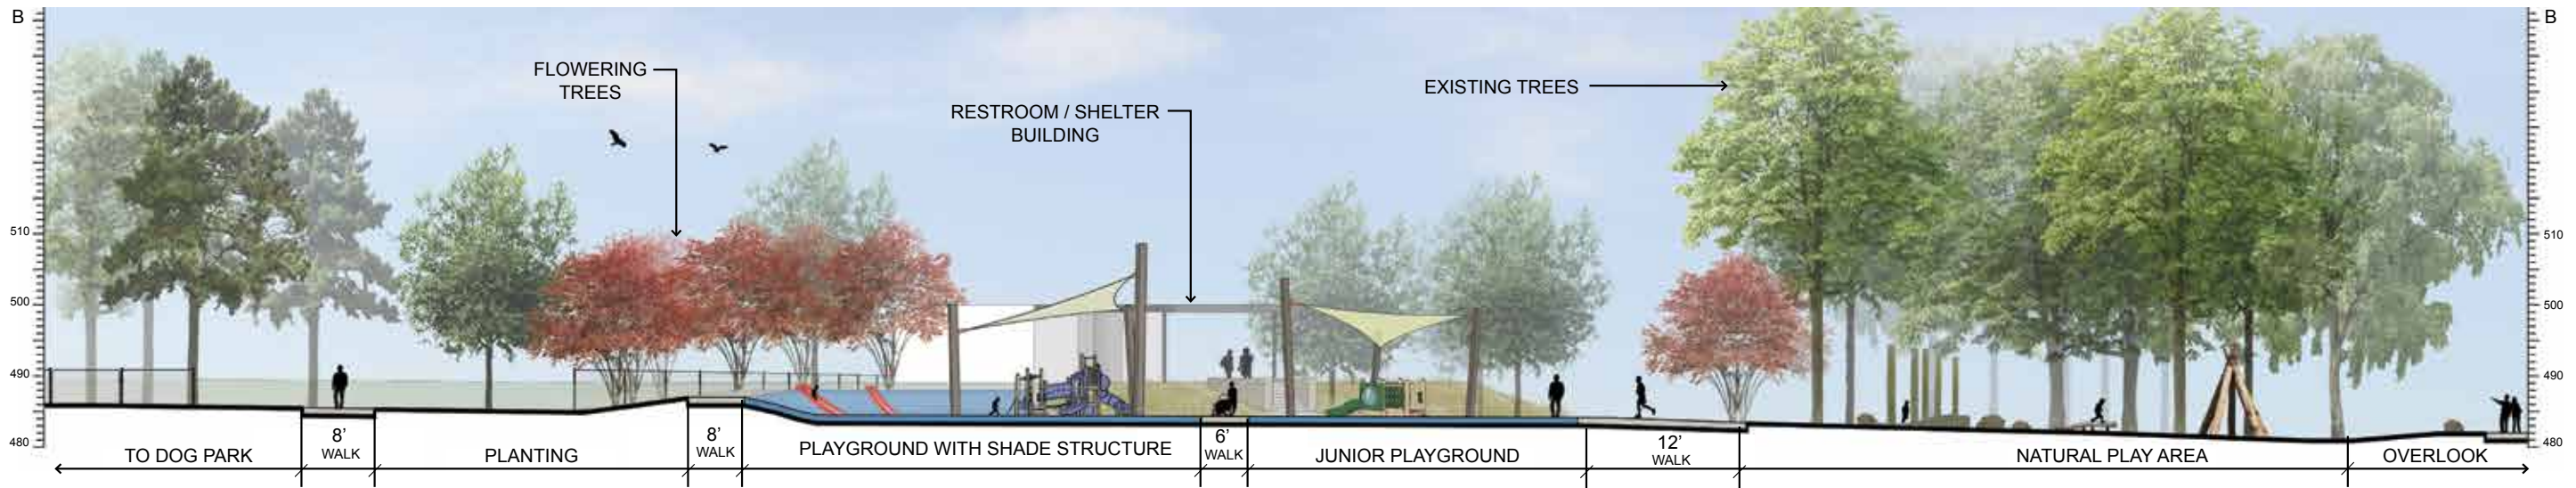 B
B
FLOWERING
TREES
RESTROOM / SHELTER
BUILDING
EXISTING TREES
510
500
490
480
510
500
490
480
TO DOG PARK
8'
WALK
PLANTING
8'
WALK
PLAYGROUND WITH SHADE STRUCTURE
6'
WALK
JUNIOR PLAYGROUND
12'
WALK
NATURAL PLAY AREA
OVERLOOK